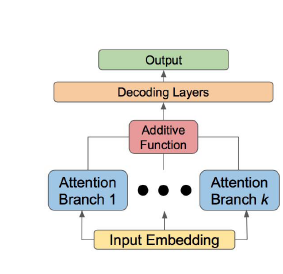 Output
Decoding Layers
Additive
Function
Attention
Branch 1
Attention
Branch k
Input Embedding